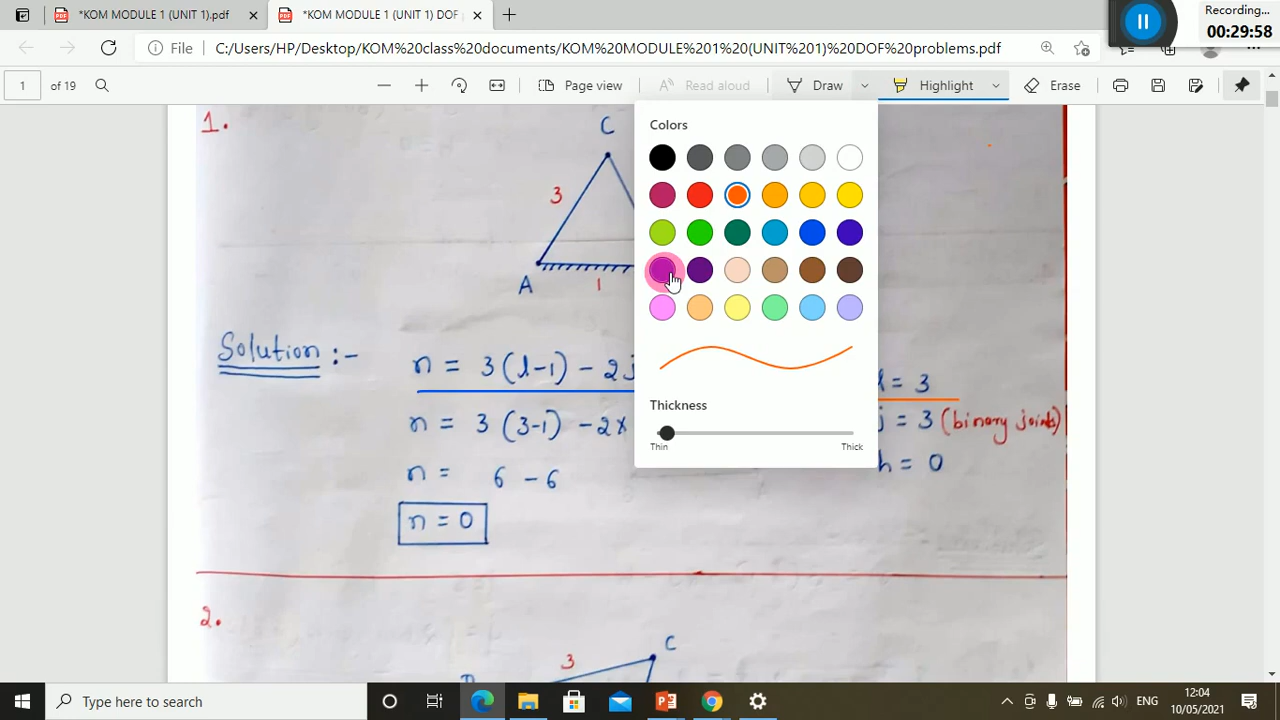 *KOM MODULE 1 (UNIT 1).pdf
*KOM MODULE 1 (UNIT 1) DOF
Recording...
00:29:58
File
C:/Users/HP/Desktop/KOM%20class%20documents/KOM%20MODULE%201%20(UNIT%201)%20DOF%20problems.pdf
1 of 19
Page view
Read aloud
Draw
Highlight
Erase
1.
C
3
A
1
Colors
Thickness
Thin
Thick
Solution :-
n = 3(l-1) - 2j
n = 3 (3-1) - 2x
n = 6 - 6
n = 0
l = 3
j = 3 (binary joints)
h = 0
2.
C
3
Type here to search
ENG
12:04
10/05/2021